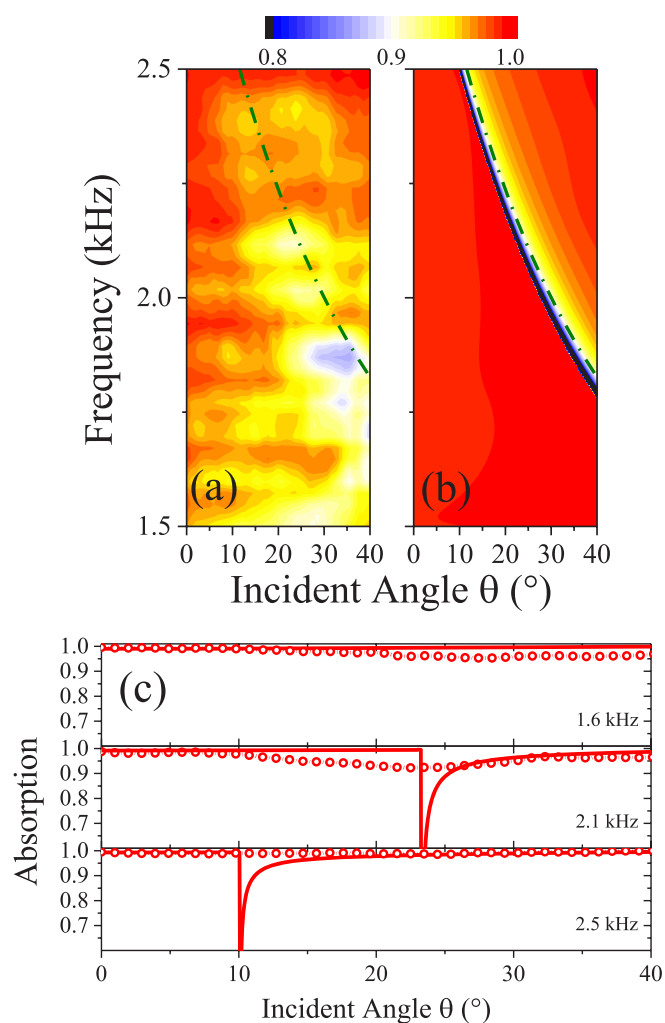 0.8 0.9 1.0
2.5
2.0
1.5
Frequency (kHz)
(a)
(b)
0 10 20 30 40 0 10 20 30 40
Incident Angle θ (°)
1.0
0.9
0.8
0.7
(c)
1.6 kHz
1.0
0.9
0.8
0.7
2.1 kHz
1.0
0.9
0.8
0.7
2.5 kHz
Absorption
0 10 20 30 40
Incident Angle θ (°)